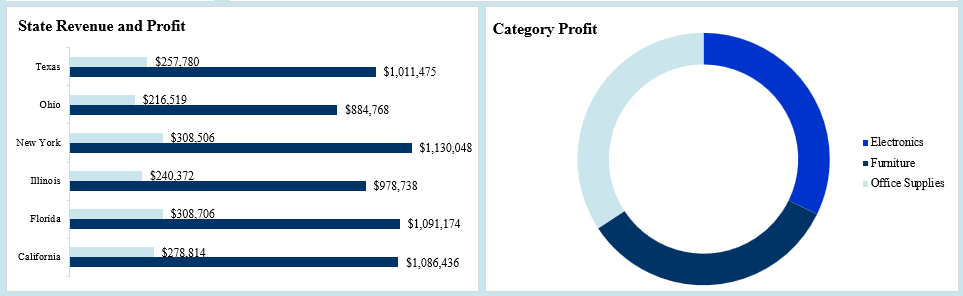 State Revenue and Profit
Texas
$257,780
$1,011,475
Ohio
$216,519
$884,768
New York
$308,506
$1,130,048
Illinois
$240,372
$978,738
Florida
$308,706
$1,091,174
California
$278,814
$1,086,436
Category Profit
Electronics
Furniture
Office Supplies